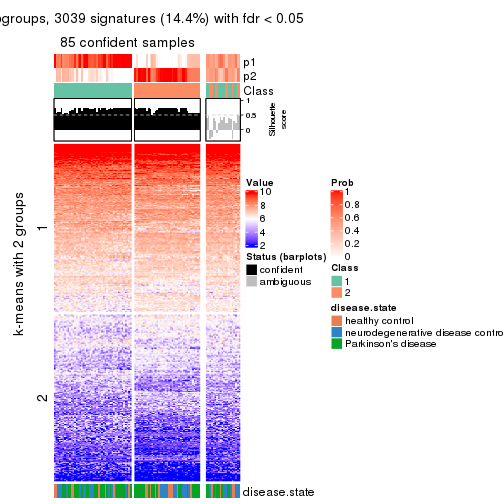 ogroups, 3039 signatures (14.4%) with fdr < 0.05
85 confident samples
p1
p2
Class
1
0.5
0
Silhouette
score
k-means with 2 groups
1
2
Value
10
8
6
4
2
Status (barplots)
confident
ambiguous
Prob
1
0.8
0.6
0.4
0.2
0
Class
1
2
disease.state
healthy control
neurodegenerative disease contro
Parkinson's disease
disease.state